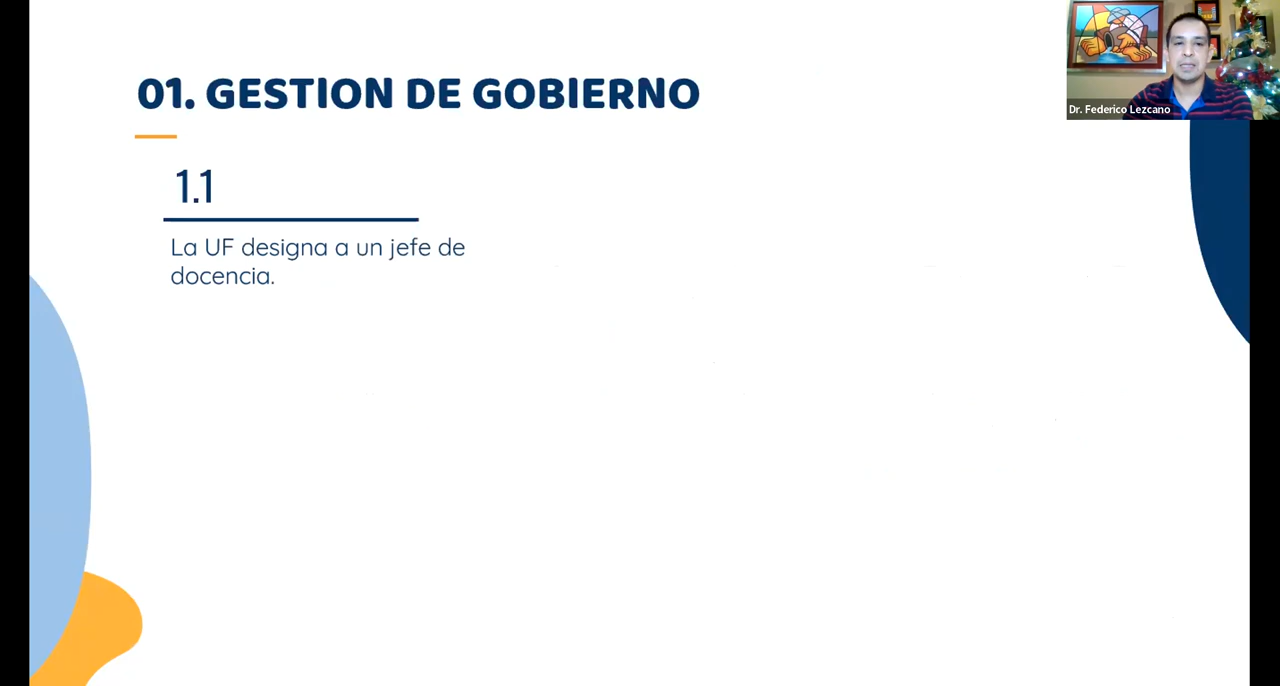 01. GESTION DE GOBIERNO
1.1
La UF designa a un jefe de
docencia.
Dr. Federico Lezcano